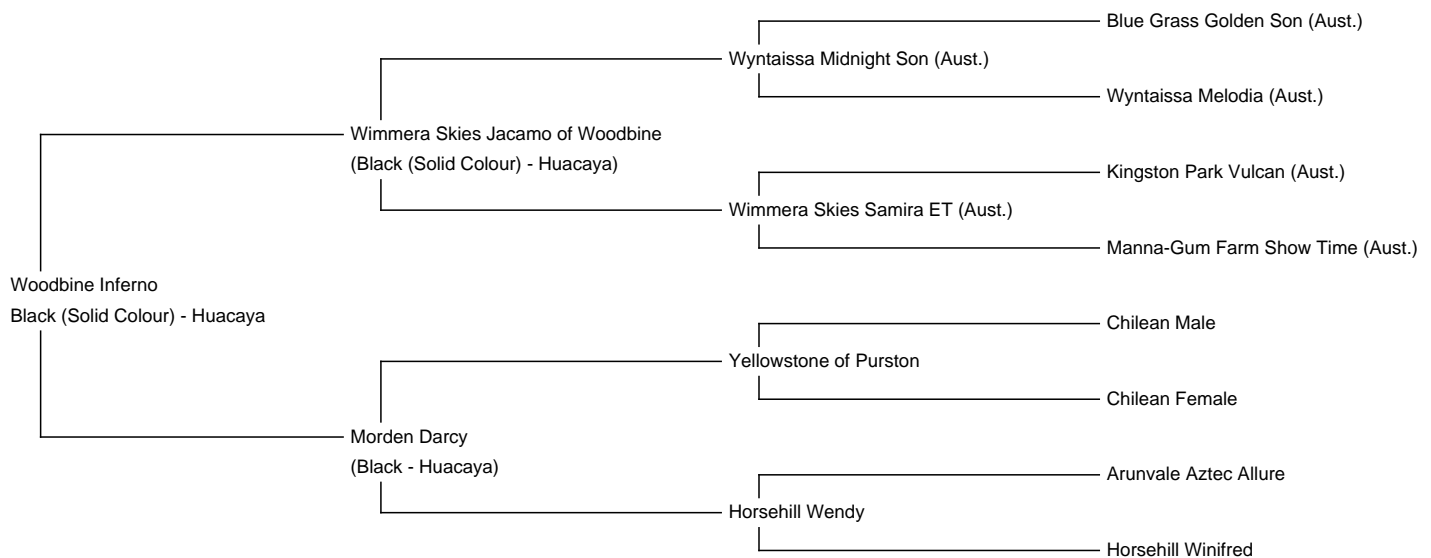 Blue Grass Golden Son (Aust.)
Wyntaissa Midnight Son (Aust.)
Wyntaissa Melodia (Aust.)
Wimmera Skies Jacamo of Woodbine
(Black (Solid Colour) - Huacaya)
Kingston Park Vulcan (Aust.)
Wimmera Skies Samira ET (Aust.)
Manna-Gum Farm Show Time (Aust.)
Woodbine Inferno
Black (Solid Colour) - Huacaya
Chilean Male
Yellowstone of Purston
Chilean Female
Morden Darcy
(Black - Huacaya)
Arunvale Aztec Allure
Horsehill Wendy
Horsehill Winifred